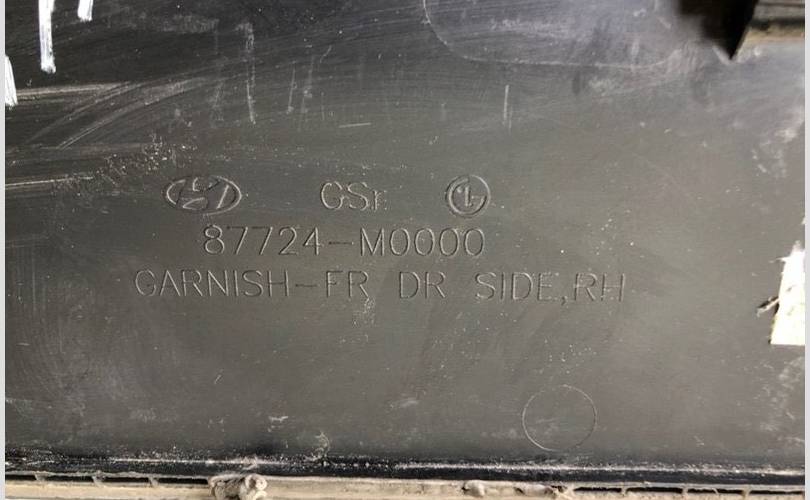 GSr
87724-M0000
GARNISH-FR DR SIDE,RH